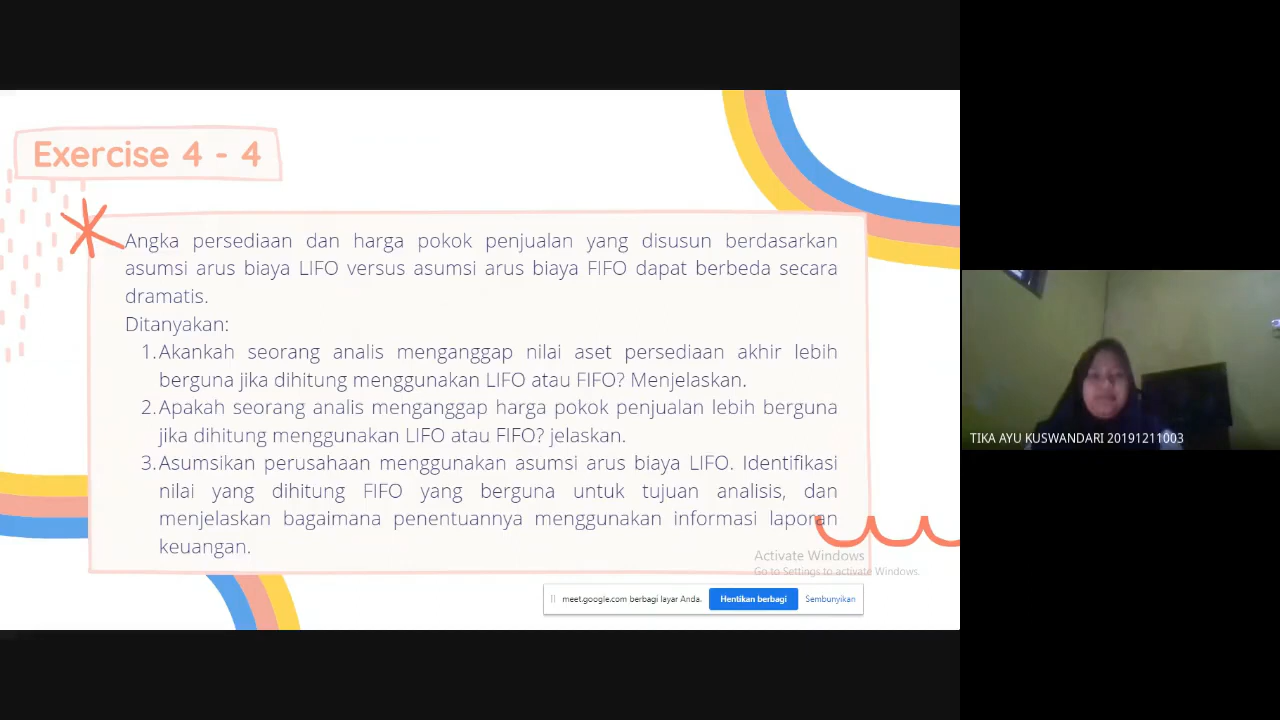 Exercise 4 - 4
Angka persediaan dan harga pokok penjualan yang disusun berdasarkan
asumsi arus biaya LIFO versus asumsi arus biaya FIFO dapat berbeda secara
dramatis.
Ditanyakan:
1. Akankah seorang analis menganggap nilai aset persediaan akhir lebih
berguna jika dihitung menggunakan LIFO atau FIFO? Menjelaskan.
2. Apakah seorang analis menganggap harga pokok penjualan lebih berguna
jika dihitung menggunakan LIFO atau FIFO? jelaskan.
3. Asumsikan perusahaan menggunakan asumsi arus biaya LIFO. Identifikasi
nilai yang dihitung FIFO yang berguna untuk tujuan analisis, dan
menjelaskan bagaimana penentuannya menggunakan informasi laporan
keuangan.
Activate Windows
Go to Settings to activate Windows.
meet.google.com berbagi layar Anda.
Hentikan berbagi
Sembunyikan
TIKA AYU KUSWANDARI 20191211003